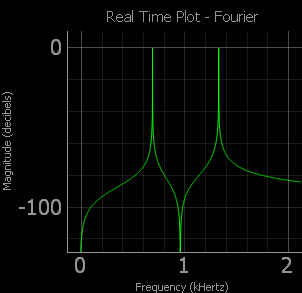 Real Time Plot - Fourier
0
Magnitude (decibels)
-100
0 1 2
Frequency (kHertz)